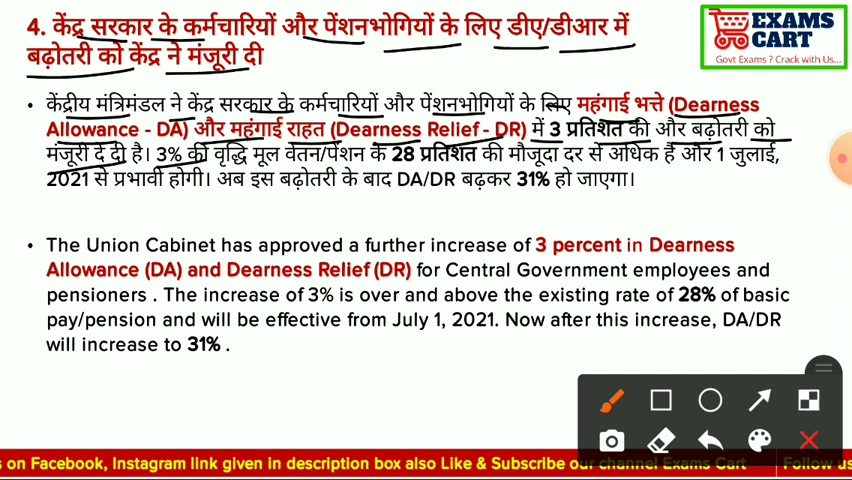 4. केंद्र सरकार के कर्मचारियों और पेंशनभोगियों के लिए डीए/डीआर में
बढ़ोतरी को केंद्र ने मंजूरी दी
EXAMS
CART
Govt Exams ? Crack with Us...
• केंद्रीय मंत्रिमंडल ने केंद्र सरकार के कर्मचारियों और पेंशनभोगियों के लिए महंगाई भत्ते (Dearness
Allowance - DA) और महंगाई राहत (Dearness Relief - DR) में 3 प्रतिशत की और बढ़ोतरी को
मंजूरी दे दी है। 3% की वृद्धि मूल वेतन/पेंशन के 28 प्रतिशत की मौजूदा दर से अधिक है और 1 जुलाई,
2021 से प्रभावी होगी। अब इस बढ़ोतरी के बाद DA/DR बढ़कर 31% हो जाएगा।
• The Union Cabinet has approved a further increase of 3 percent in Dearness
Allowance (DA) and Dearness Relief (DR) for Central Government employees and
pensioners . The increase of 3% is over and above the existing rate of 28% of basic
pay/pension and will be effective from July 1, 2021. Now after this increase, DA/DR
will increase to 31% .
s on Facebook, Instagram link given in description box also Like & Subscribe our channel Exams Cart Follow us